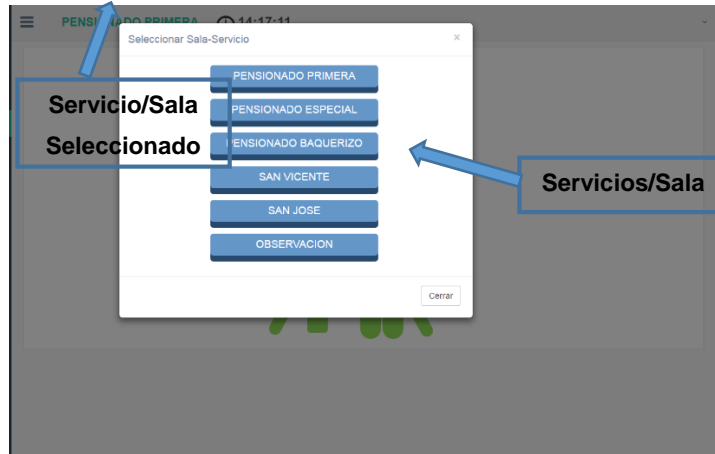 PENSIONADO PRIMERA 14:17:11
Seleccionar Sala-Servicio ×
PENSIONADO PRIMERA
PENSIONADO ESPECIAL
PENSIONADO BAQUERIZO
SAN VICENTE
SAN JOSE
OBSERVACION
Cerrar
Servicio/Sala
Seleccionado
Servicios/Sala